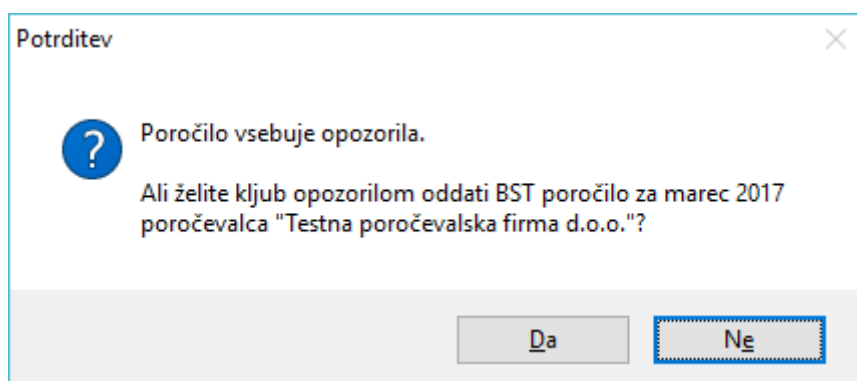 Potrditev
?
Poročilo vsebuje opozorila.
Ali želite kljub opozorilom oddati BST poročilo za marec 2017
poročevalca "Testna poročevalska firma d.o.o."?
Da
Ne